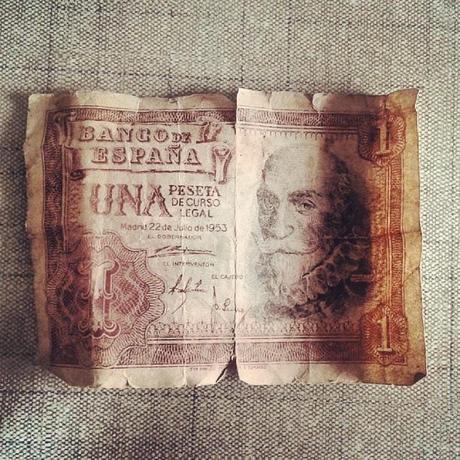 BANCO DE
ESPAÑA
UNA PESETA
DE CURSO
LEGAL
Madrid 22 de Julio de 1953
EL GOBERNADOR
EL INTERVENTOR
EL CAJERO
1
1
1